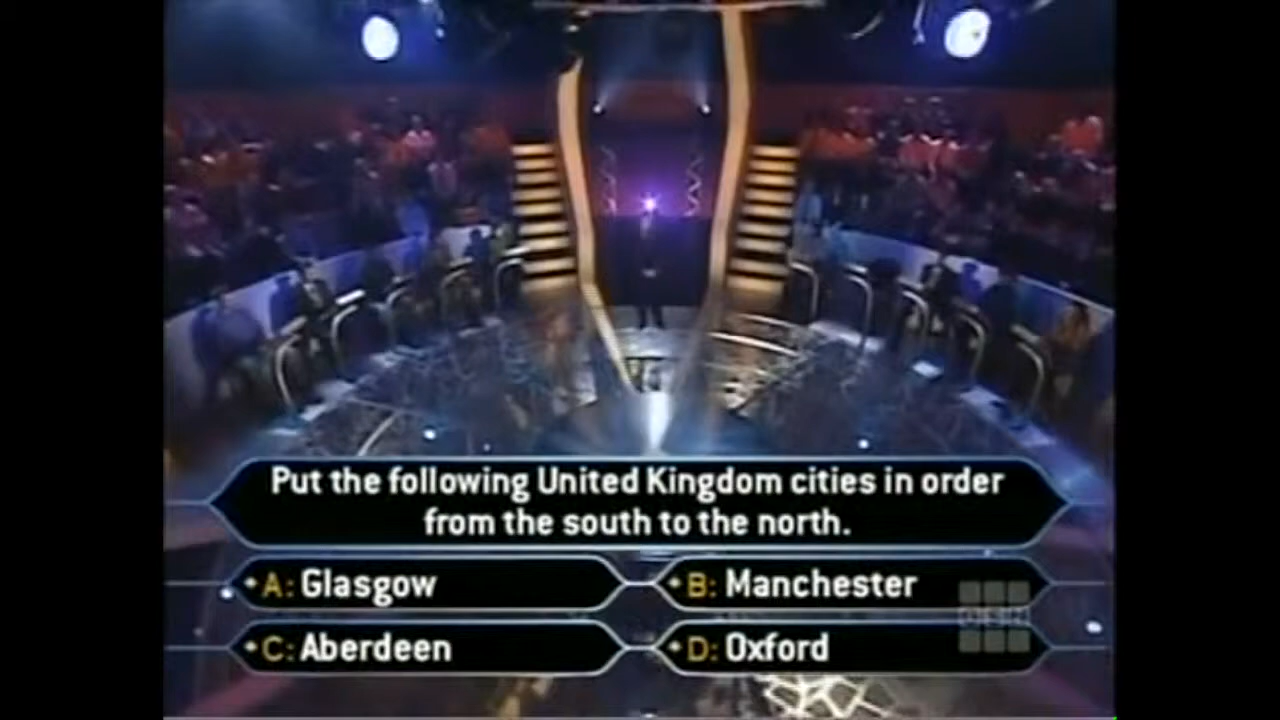 Put the following United Kingdom cities in order
from the south to the north.
A: Glasgow
B: Manchester
C: Aberdeen
D: Oxford